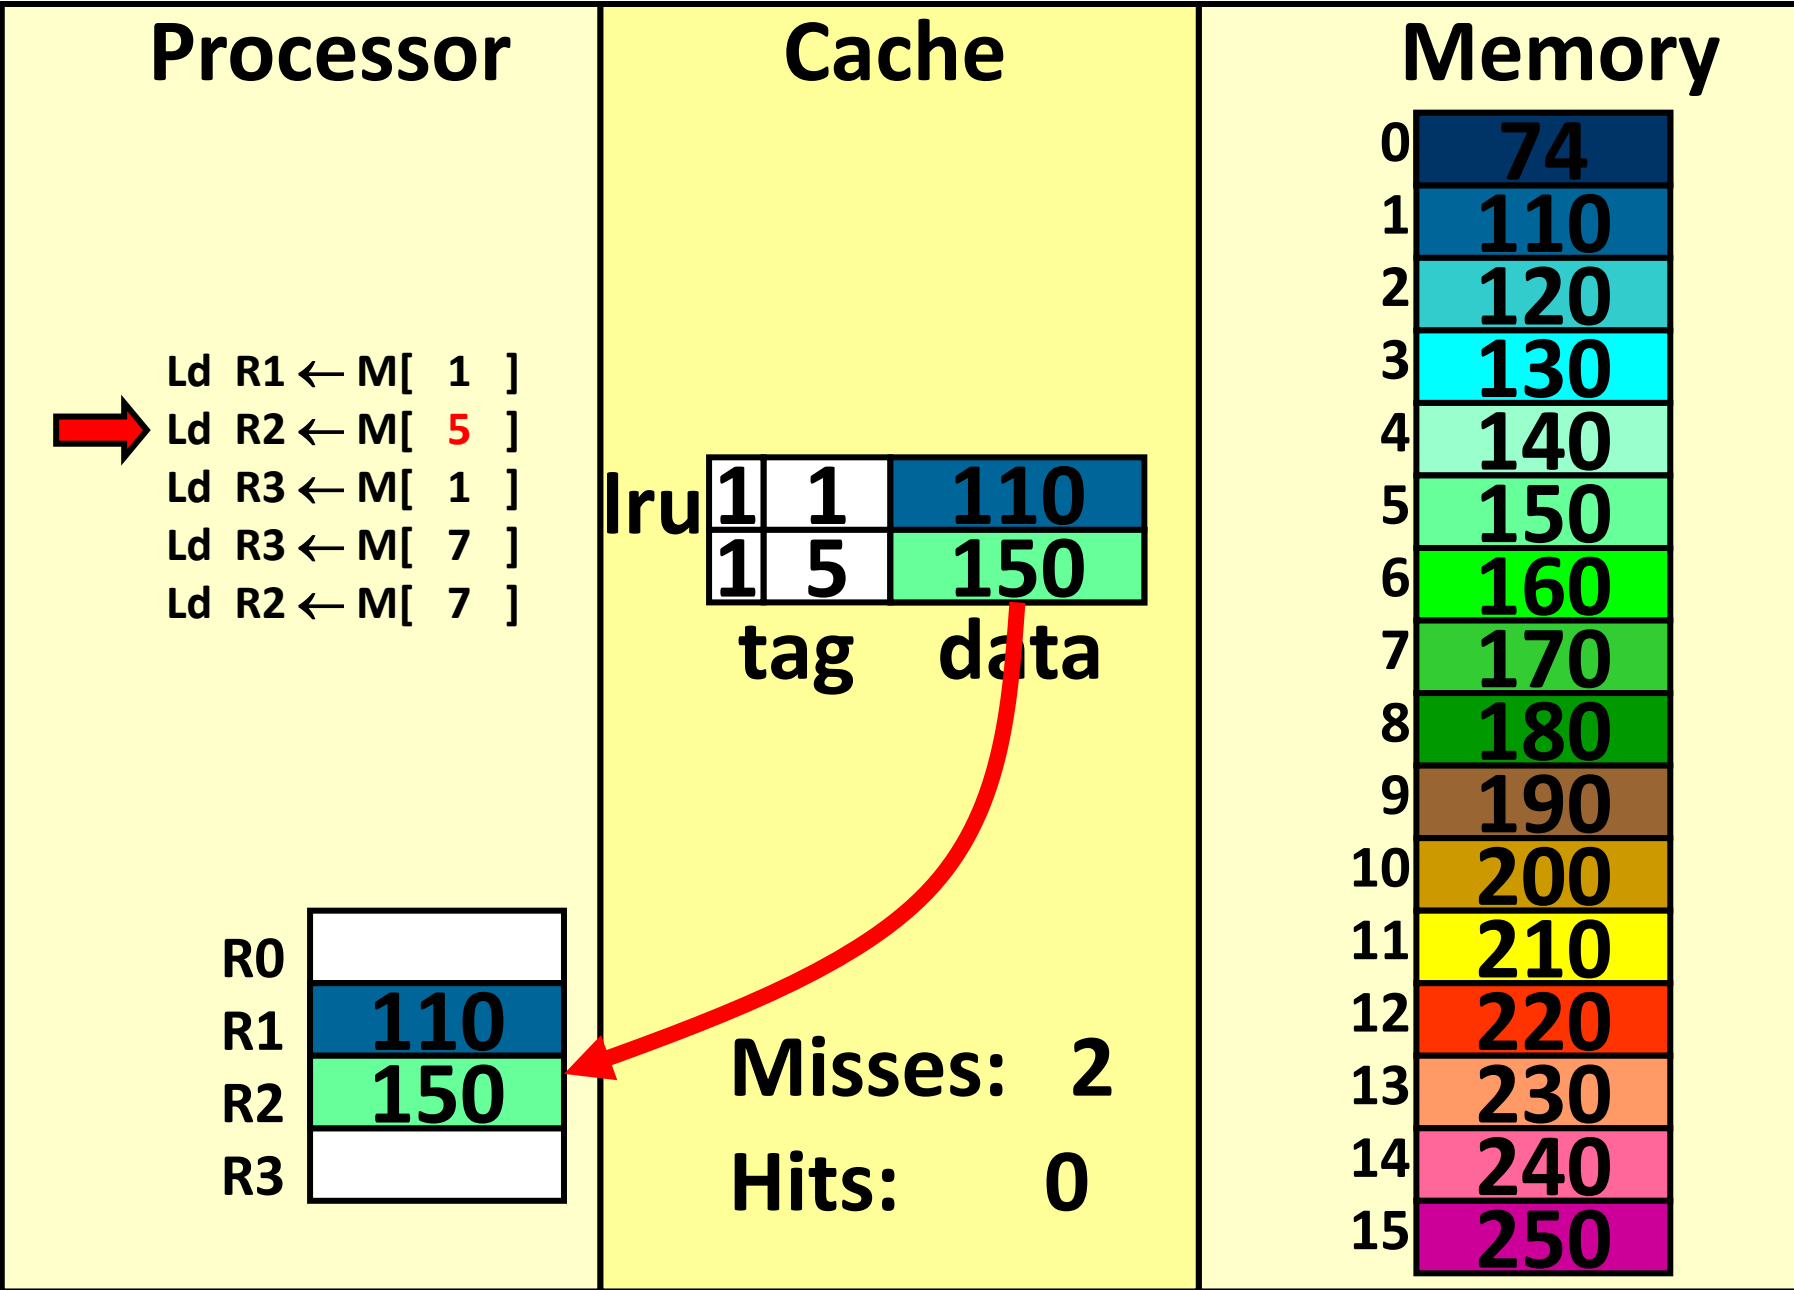 Processor
Ld R1 ← M[ 1 ]
Ld R2 ← M[ 5 ]
Ld R3 ← M[ 1 ]
Ld R3 ← M[ 7 ]
Ld R2 ← M[ 7 ]
R0
R1 110
R2 150
R3
Cache
lru 1 1 110
1 5 150
tag data
Misses: 2
Hits: 0
Memory
0 74
1 110
2 120
3 130
4 140
5 150
6 160
7 170
8 180
9 190
10 200
11 210
12 220
13 230
14 240
15 250